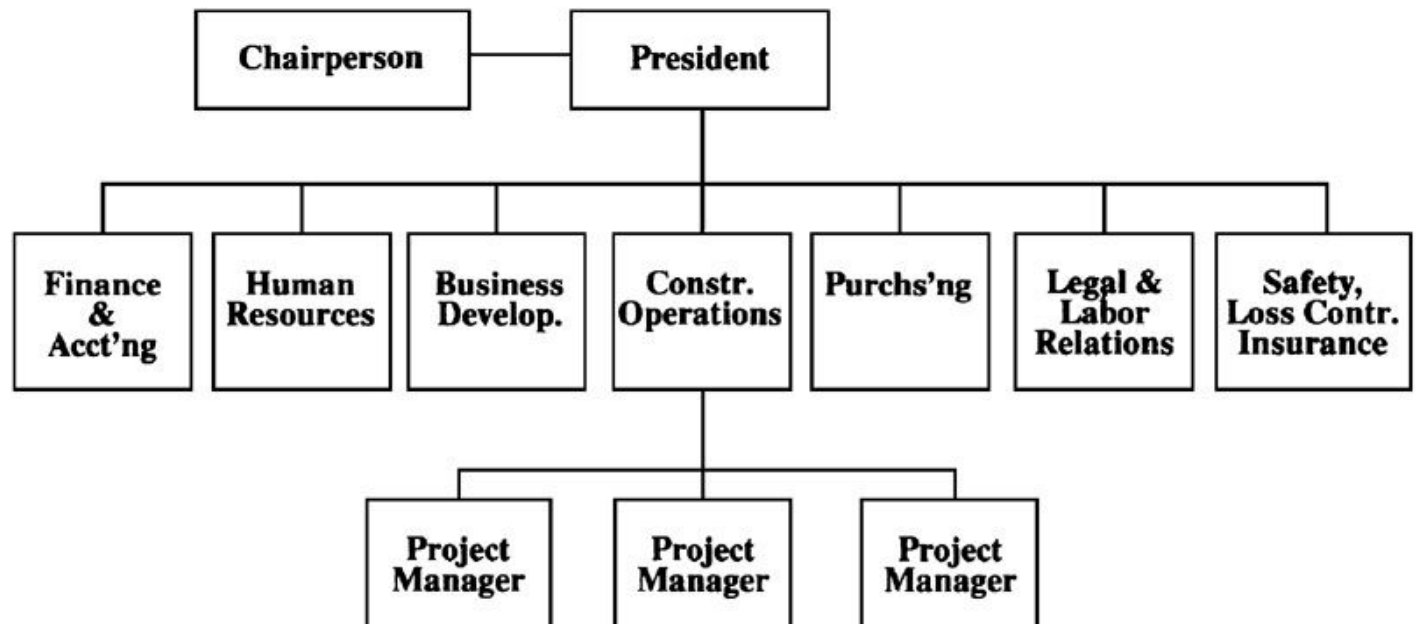 Chairperson
President
Finance
&
Acct’ng
Human
Resources
Business
Develop.
Constr.
Operations
Purchs’ng
Legal &
Labor
Relations
Safety,
Loss Contr.
Insurance
Project
Manager
Project
Manager
Project
Manager